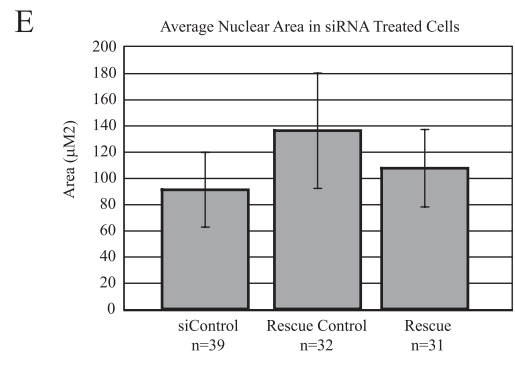 E
Average Nuclear Area in siRNA Treated Cells
200
180
160
140
120
100
80
60
40
20
0
Area (μM2)
siControl Rescue Control Rescue
n=39 n=32 n=31